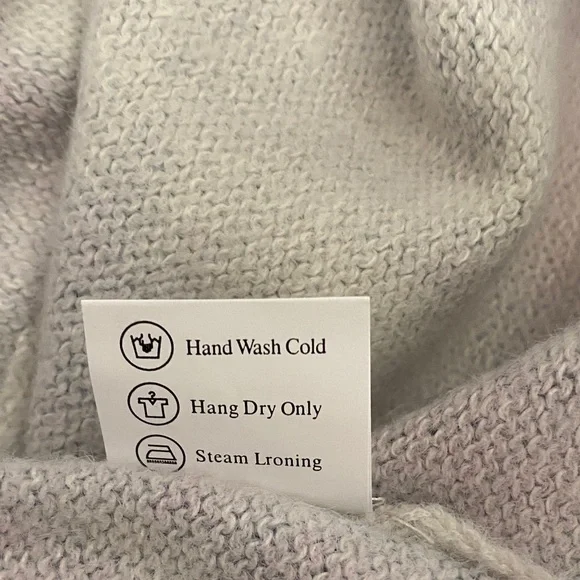 Hand Wash Cold
Hang Dry Only
Steam Lroning